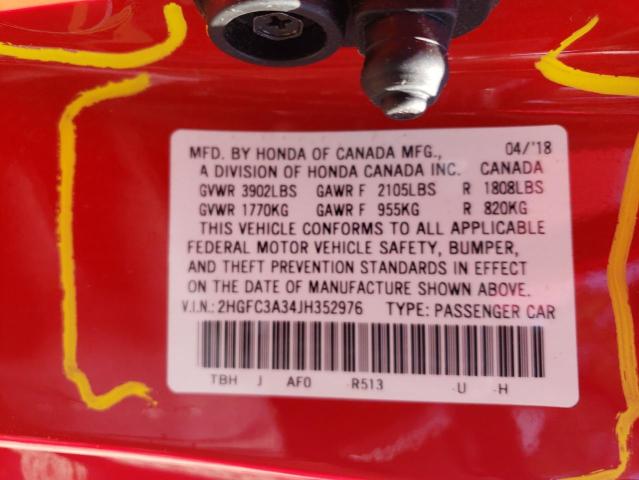 MFD. BY HONDA OF CANADA MFG., 04/'18
A DIVISION OF HONDA CANADA INC. CANADA
GVWR 3902LBS GAWR F 2105LBS R 1808LBS
GVWR 1770KG GAWR F 955KG R 820KG
THIS VEHICLE CONFORMS TO ALL APPLICABLE
FEDERAL MOTOR VEHICLE SAFETY, BUMPER,
AND THEFT PREVENTION STANDARDS IN EFFECT
ON THE DATE OF MANUFACTURE SHOWN ABOVE.
V.I.N.: 2HGFC3A34JH352976 TYPE: PASSENGER CAR
TBH J AF0 -R513 -U -H